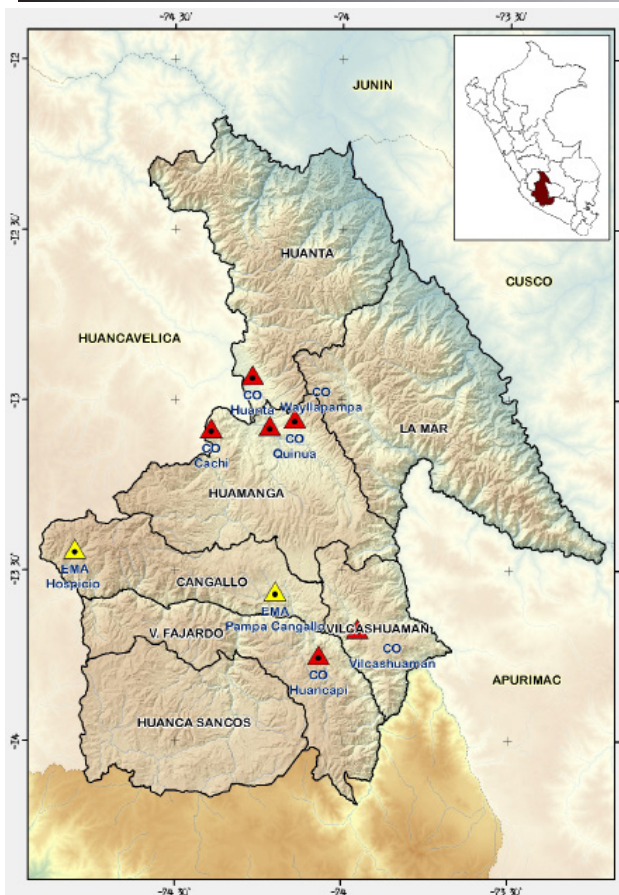 -74°30'
-74
-73°30'
-12
JUNIN
-12°30'
HUANTA
CUSCO
HUANCAVELICA
-13
CO
Huanta
CO
Wayllapampa
CO
Quinua
LA MAR
CO
Cachi
HUAMANGA
-13°30'
EMA
Hospicio
CANGALLO
EMA
Pampa Cangallo
VILCASHUAMAN
V. FAJARDO
CO
Vilcashuaman
CO
Huancapi
APURIMAC
HUANCA SANCOS
-14
-74°30'
-74
-73°30'